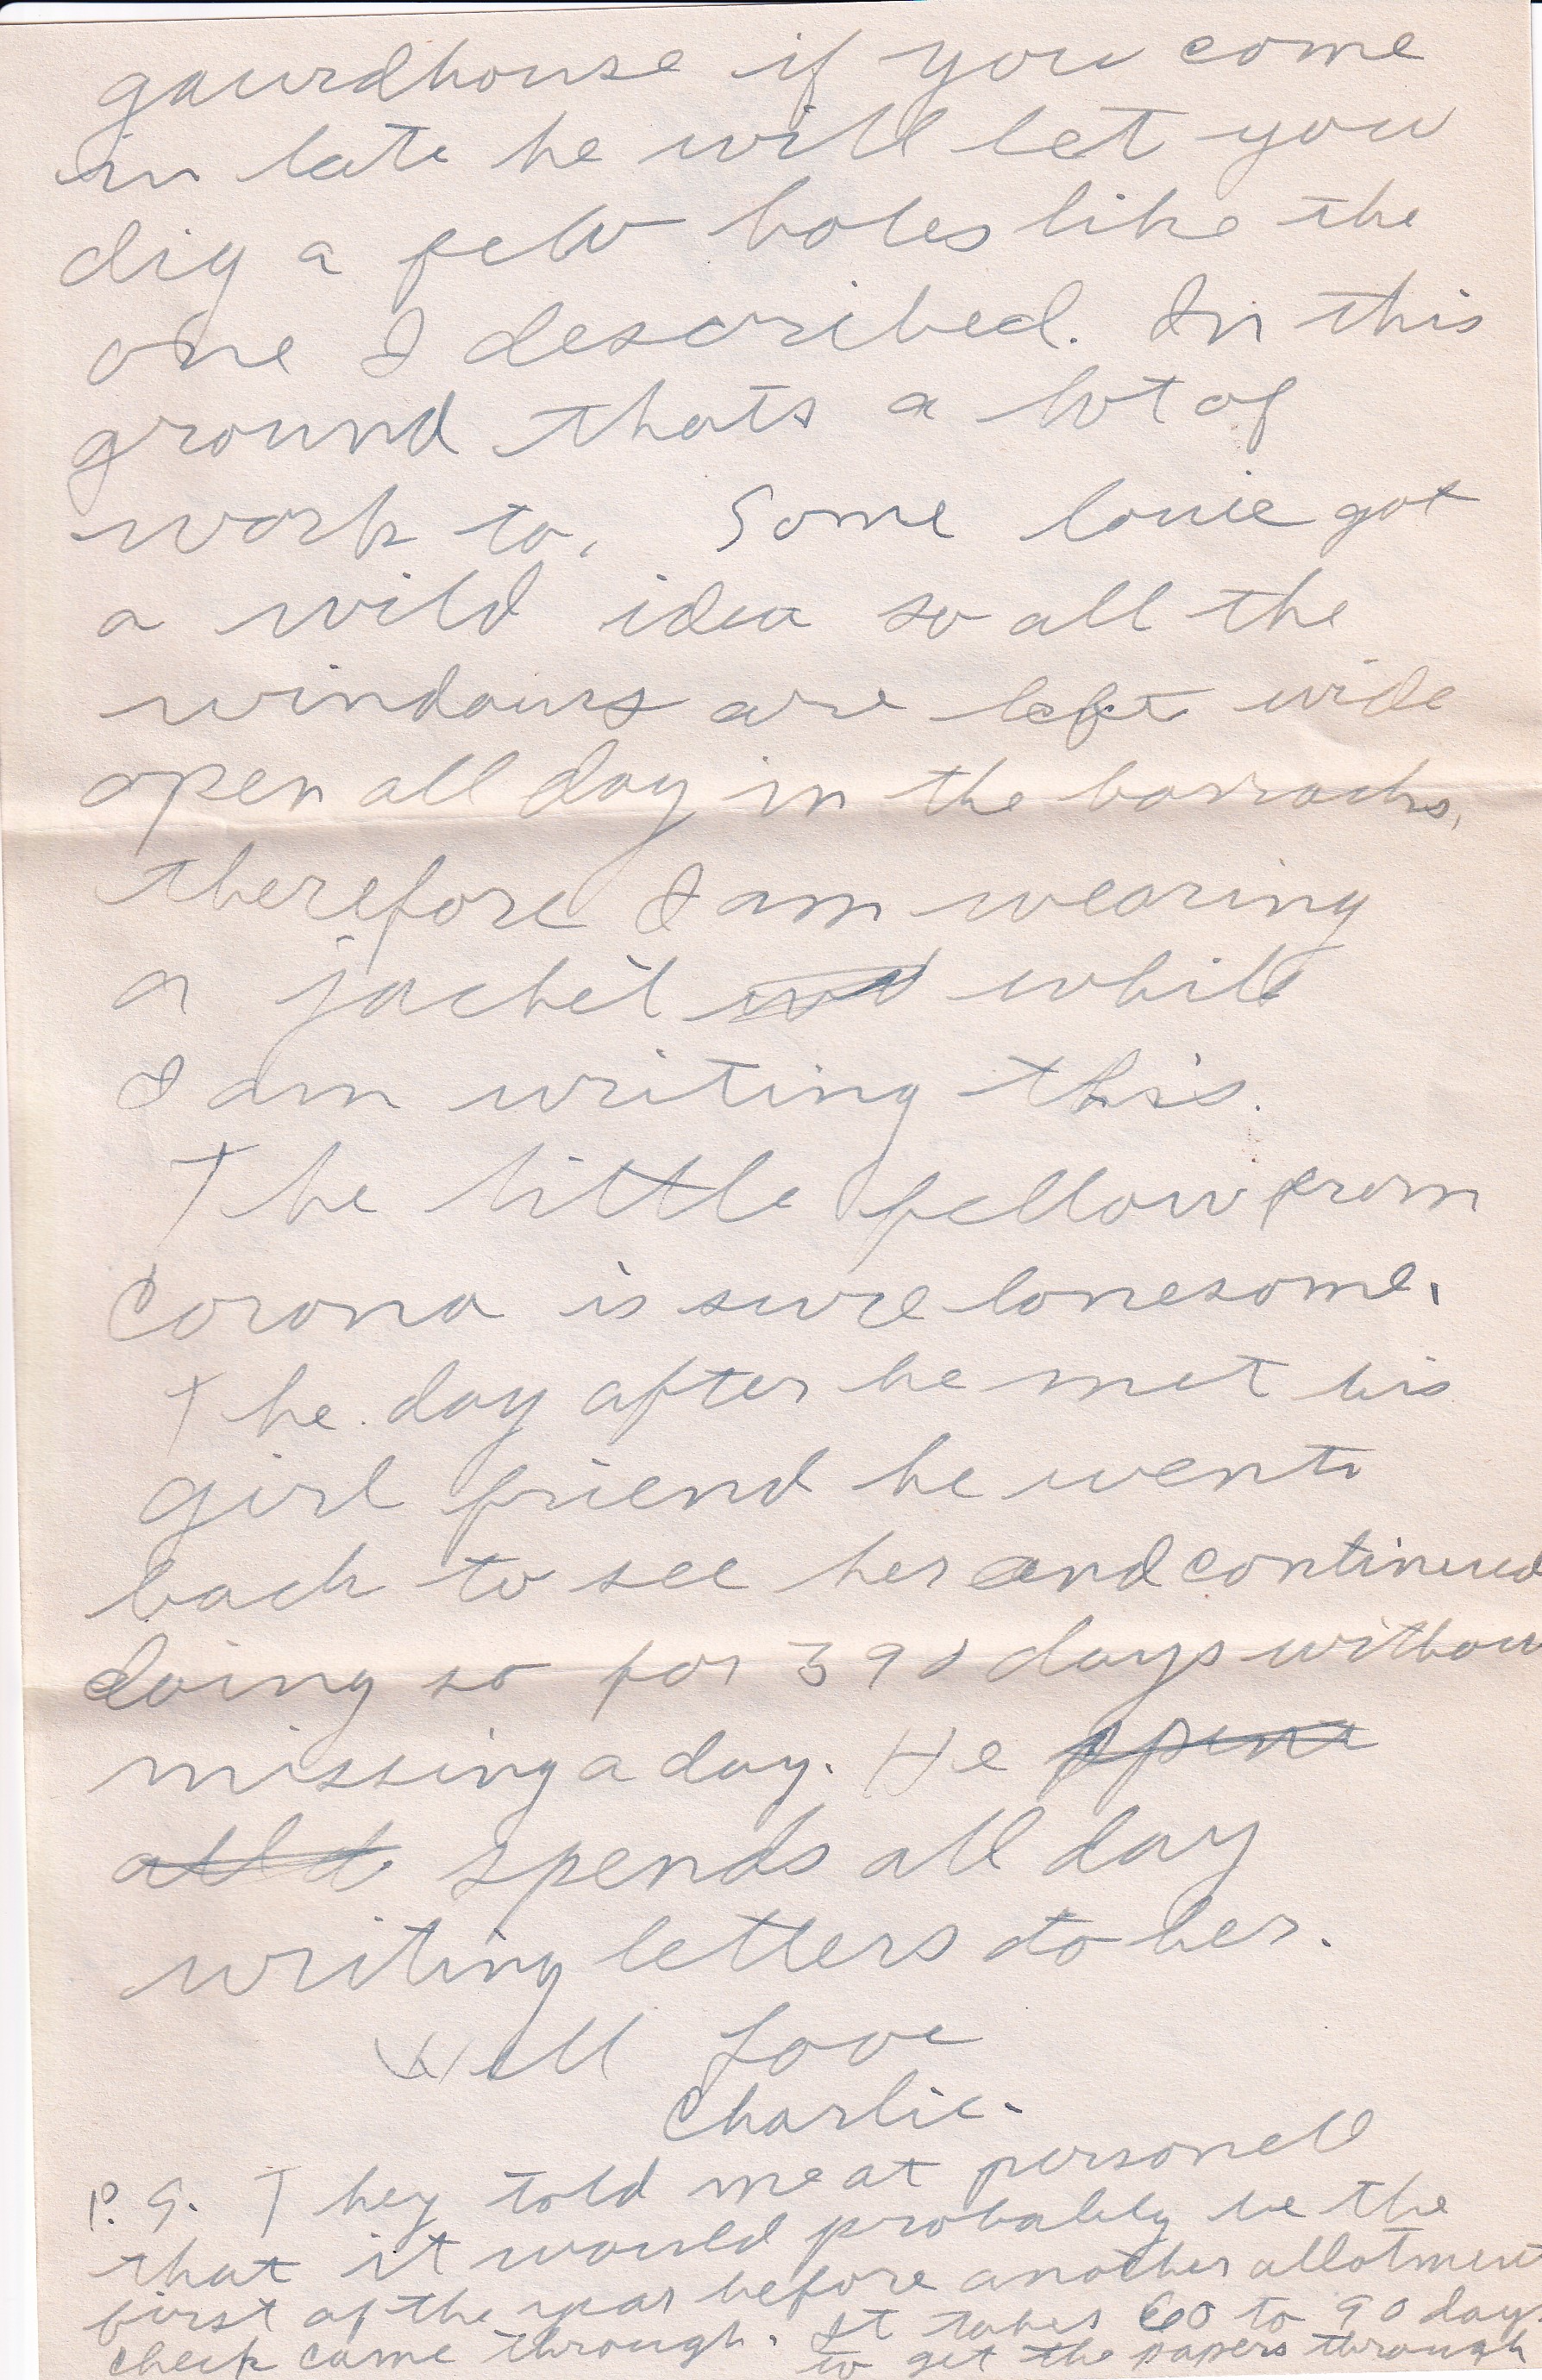 gaurdhouse if you come
in late he will let you
dig a few holes like the
one I described. In this
ground thats a lot of
work to. Some louie got
a wild idea so all the
windows are left wide
open all day in the barracks,
therefore I am wearing
a jacket while
I am writing this.
The little fellow from
Corona is sure lonesome.
The day after he met his
girl friend he went
back to see her and continued
doing so for 390 days withou
missing a day. He spent
all d spends all day
writing letters to her.
Will Love
Charlie.
P.S. They told me at personell
that it would probably be the
first of the year before another allotment
check came through. It takes 60 to 90 days
to get the papers through